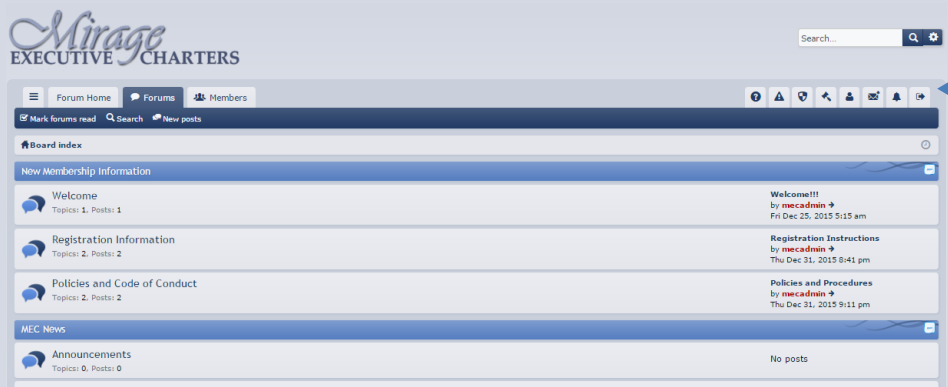 Mirage
EXECUTIVE CHARTERS
Search...
Forum Home Forums Members
Mark forums read Search New posts
Board index
New Membership Information
Welcome
Topics: 1, Posts: 1
Welcome!!!
by mecadmin
Fri Dec 25, 2015 5:15 am
Registration Information
Topics: 2, Posts: 2
Registration Instructions
by mecadmin
Thu Dec 31, 2015 8:41 pm
Policies and Code of Conduct
Topics: 2, Posts: 2
Policies and Procedures
by mecadmin
Thu Dec 31, 2015 9:11 pm
MEC News
Announcements
Topics: 0, Posts: 0
No posts